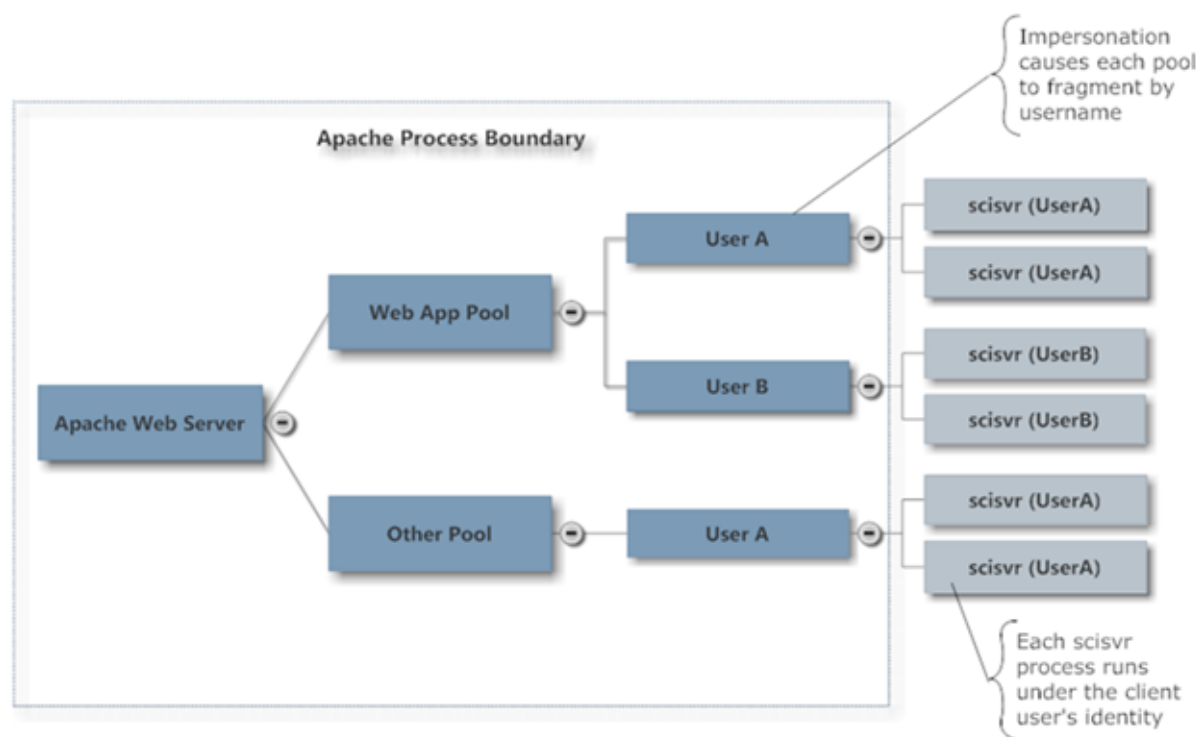 Impersonation
causes each pool
to fragment by
username
Apache Process Boundary
scisvr (UserA)
User A
scisvr (UserA)
Web App Pool
scisvr (UserB)
User B
scisvr (UserB)
Apache Web Server
scisvr (UserA)
Other Pool
User A
scisvr (UserA)
Each scisvr
process runs
under the client
user's identity